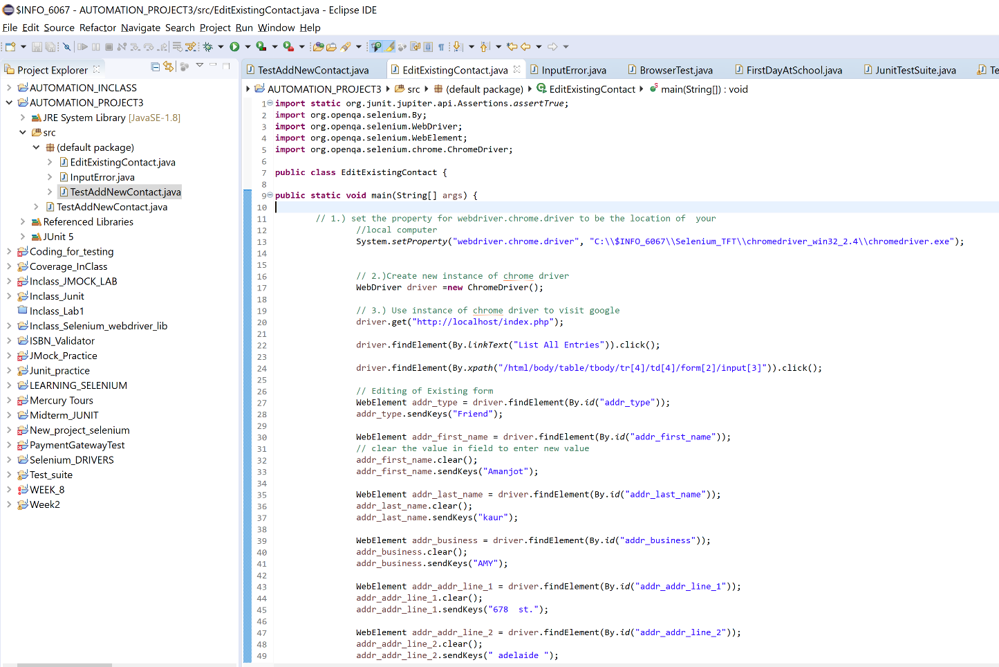 $INFO_6067 - AUTOMATION_PROJECT3/src/EditExistingContact.java - Eclipse IDE
File Edit Source Refactor Navigate Search Project Run Window Help
Project Explorer
AUTOMATION_INCLASS
AUTOMATION_PROJECT3
JRE System Library [JavaSE-1.8]
src
(default package)
EditExistingContact.java
InputError.java
TestAddNewContact.java
TestAddNewContact.java
Referenced Libraries
JUnit 5
Coding_for_testing
Coverage_InClass
Inclass_JMOCK_LAB
Inclass_Junit
Inclass_Lab1
Inclass_Selenium_webdriver_lib
ISBN_Validator
JMock_Practice
Junit_practice
LEARNING_SELENIUM
Mercury Tours
Midterm_JUNIT
New_project_selenium
PaymentGatewayTest
Selenium_DRIVERS
Test_suite
WEEK_8
Week2
TestAddNewContact.java EditExistingContact.java InputError.java BrowserTest.java FirstDayAtSchool.java JunitTestSuite.java Te
AUTOMATION_PROJECT3 src (default package) EditExistingContact main(String[]) : void
1 import static org.junit.jupiter.api.Assertions.assertTrue;
2 import org.openqa.selenium.By;
3 import org.openqa.selenium.WebDriver;
4 import org.openqa.selenium.WebElement;
5 import org.openqa.selenium.chrome.ChromeDriver;
6
7 public class EditExistingContact {
8
9 public static void main(String[] args) {
10
11 // 1.) set the property for webdriver.chrome.driver to be the location of  your
12 //local computer
13 System.setProperty("webdriver.chrome.driver", "C:\\$INFO_6067\\Selenium_TFT\\chromedriver_win32_2.4\\chromedriver.exe");
14
15
16 // 2.)Create new instance of chrome driver
17 WebDriver driver =new ChromeDriver();
18
19 // 3.) Use instance of chrome driver to visit google
20 driver.get("http://localhost/index.php");
21
22 driver.findElement(By.linkText("List All Entries")).click();
23
24 driver.findElement(By.xpath("/html/body/table/tbody/tr[4]/td[4]/form[2]/input[3]")).click();
25
26 // Editing of Existing form
27 WebElement addr_type = driver.findElement(By.id("addr_type"));
28 addr_type.sendKeys("Friend");
29
30 WebElement addr_first_name = driver.findElement(By.id("addr_first_name"));
31 // clear the value in field to enter new value
32 addr_first_name.clear();
33 addr_first_name.sendKeys("Amanjot");
34
35 WebElement addr_last_name = driver.findElement(By.id("addr_last_name"));
36 addr_last_name.clear();
37 addr_last_name.sendKeys("kaur");
38
39 WebElement addr_business = driver.findElement(By.id("addr_business"));
40 addr_business.clear();
41 addr_business.sendKeys("AMY");
42
43 WebElement addr_addr_line_1 = driver.findElement(By.id("addr_addr_line_1"));
44 addr_addr_line_1.clear();
45 addr_addr_line_1.sendKeys("678  st.");
46
47 WebElement addr_addr_line_2 = driver.findElement(By.id("addr_addr_line_2"));
48 addr_addr_line_2.clear();
49 addr_addr_line_2.sendKeys(" adelaide ");